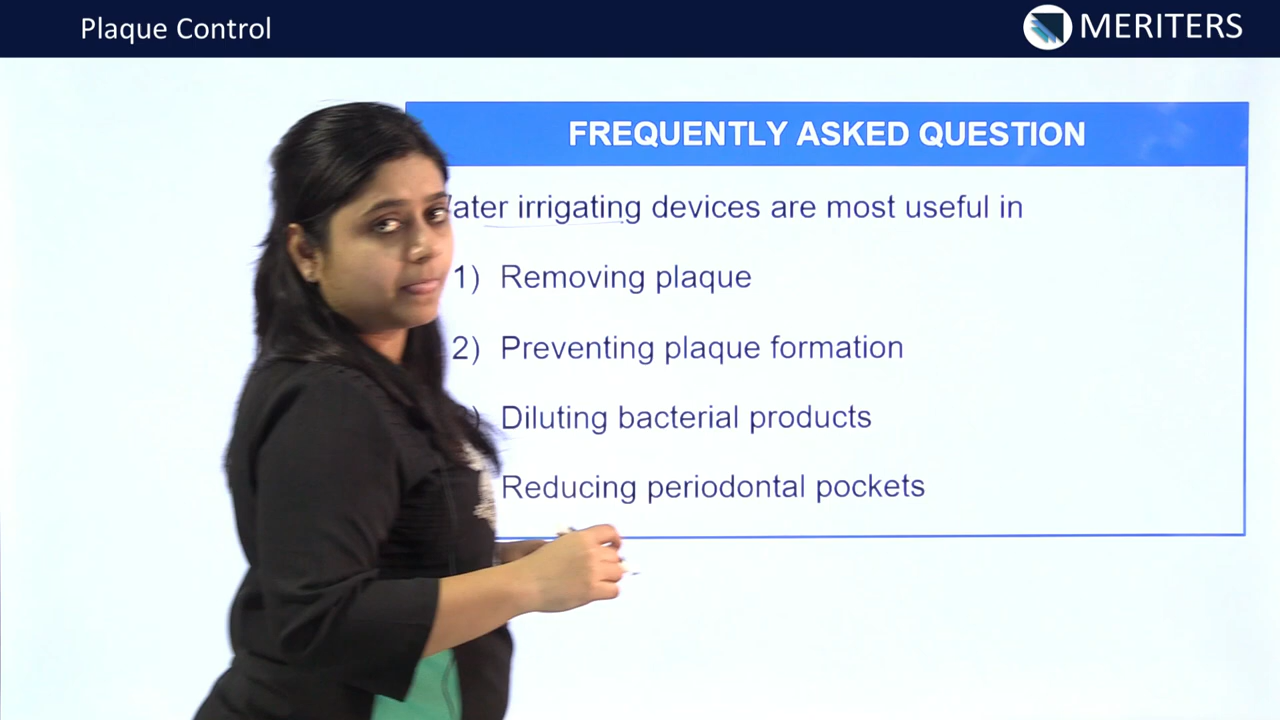 Plaque Control
MERITERS
FREQUENTLY ASKED QUESTION
irrigating devices are most useful in
1) Removing plaque
2) Preventing plaque formation
Diluting bacterial products
Reducing periodontal pockets